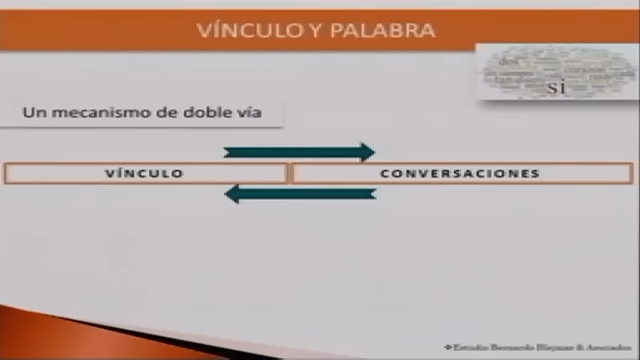 VÍNCULO Y PALABRA
si
Un mecanismo de doble vía
VÍNCULO
CONVERSACIONES
❖Estudio Bernardo Blejmar & Asociados